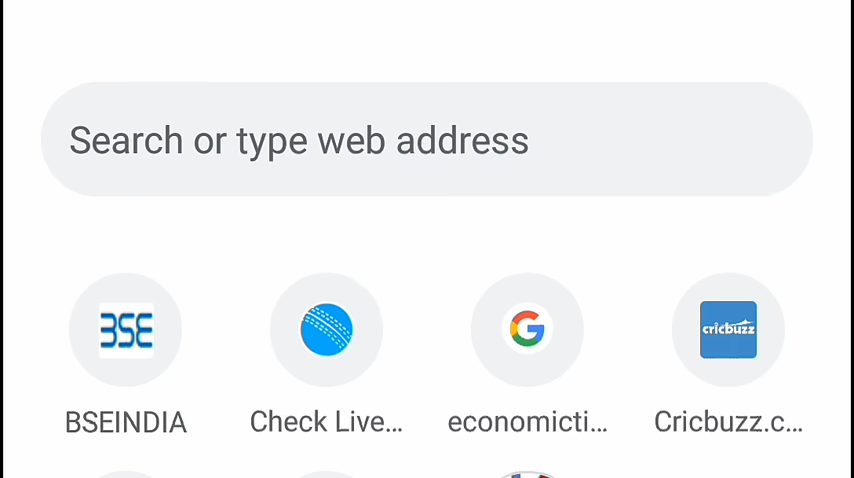 Search or type web address
BSE
cricbuzz
BSEINDIA
Check Live...
economicti...
Cricbuzz.c...